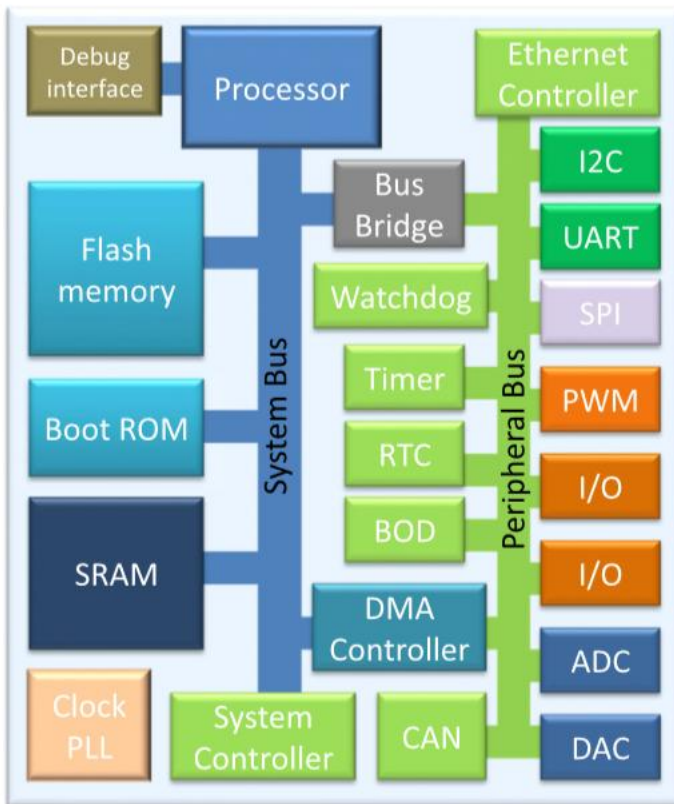 Debug
interface
Processor
Ethernet
Controller
I2C
Bus
Bridge
Flash
memory
UART
Watchdog
SPI
System Bus
Peripheral Bus
Timer
PWM
Boot ROM
RTC
I/O
BOD
SRAM
I/O
DMA
Controller
ADC
Clock
PLL
System
Controller
CAN
DAC